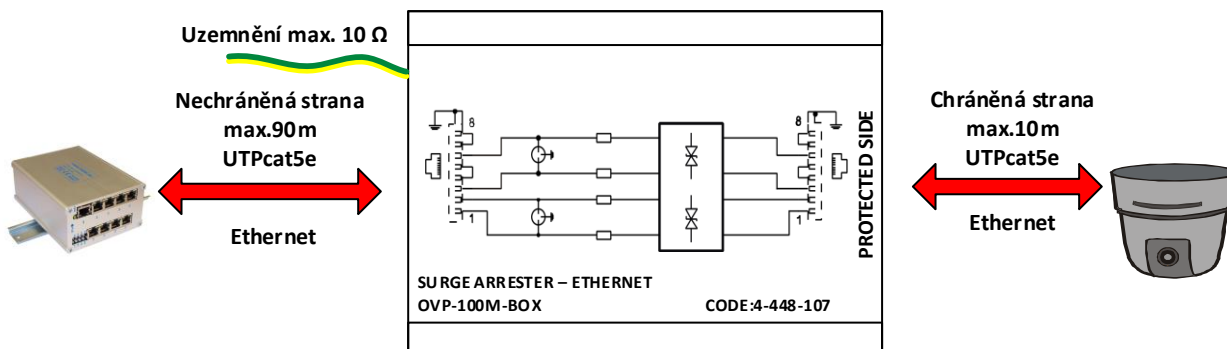 Uzemnění max. 10 Ω
Nechráněná strana
max.90m
UTPcat5e
Ethernet
8
1
8
1
PROTECTED SIDE
SURGE ARRESTER – ETHERNET
OVP-100M-BOX
CODE:4-448-107
Chráněná strana
max.10m
UTPcat5e
Ethernet